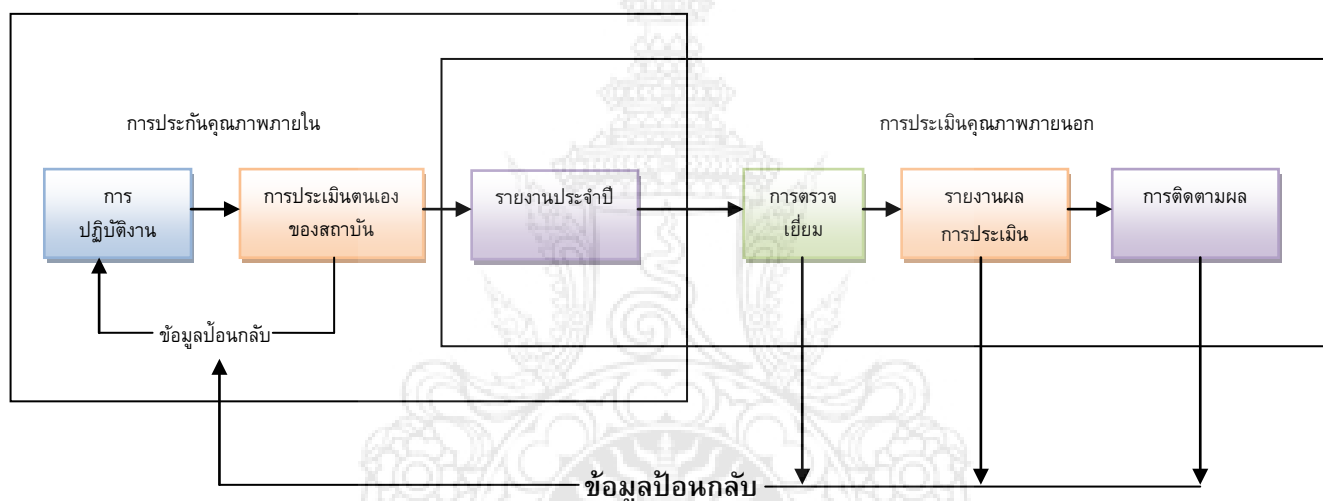 การประกันคุณภาพภายใน
การประเมินคุณภาพภายนอก
การ
ปฏิบัติงาน
การประเมินตนเอง
ของสถาบัน
รายงานประจำปี
การตรวจ
เยี่ยม
รายงานผล
การประเมิน
การติดตามผล
ข้อมูลป้อนกลับ
ข้อมูลป้อนกลับ